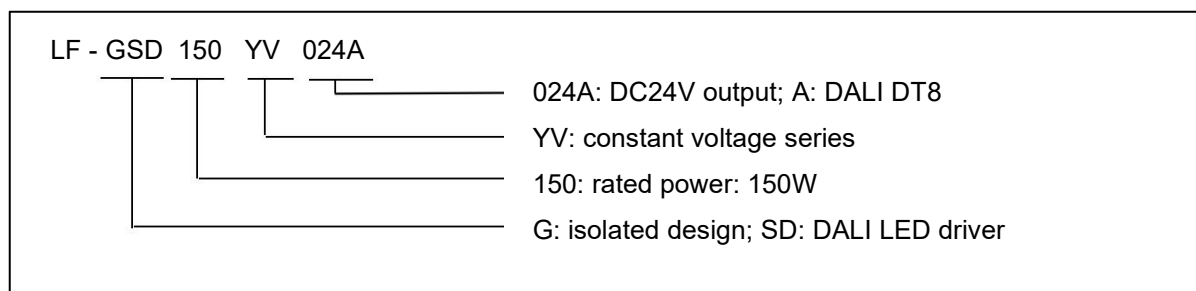 LF - GSD 150 YV 024A
024A: DC24V output; A: DALI DT8
YV: constant voltage series
150: rated power: 150W
G: isolated design; SD: DALI LED driver